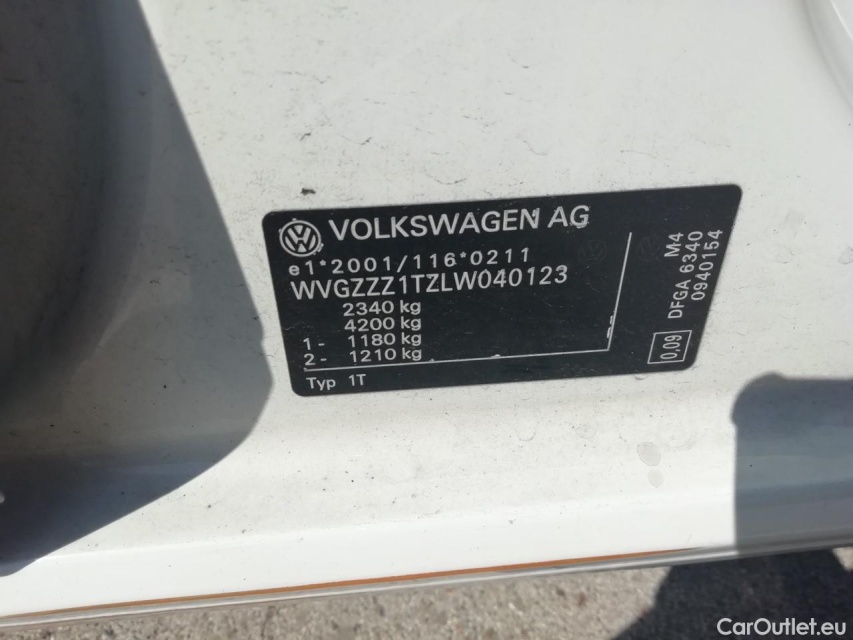 VOLKSWAGEN AG
e1*2001/116*0211
WVGZZZ1TZLW040123
2340 kg
4200 kg
1- 1180 kg
2- 1210 kg
Typ 1T
M4
DFGA 6340
0940154
0,09
CarOutlet.eu